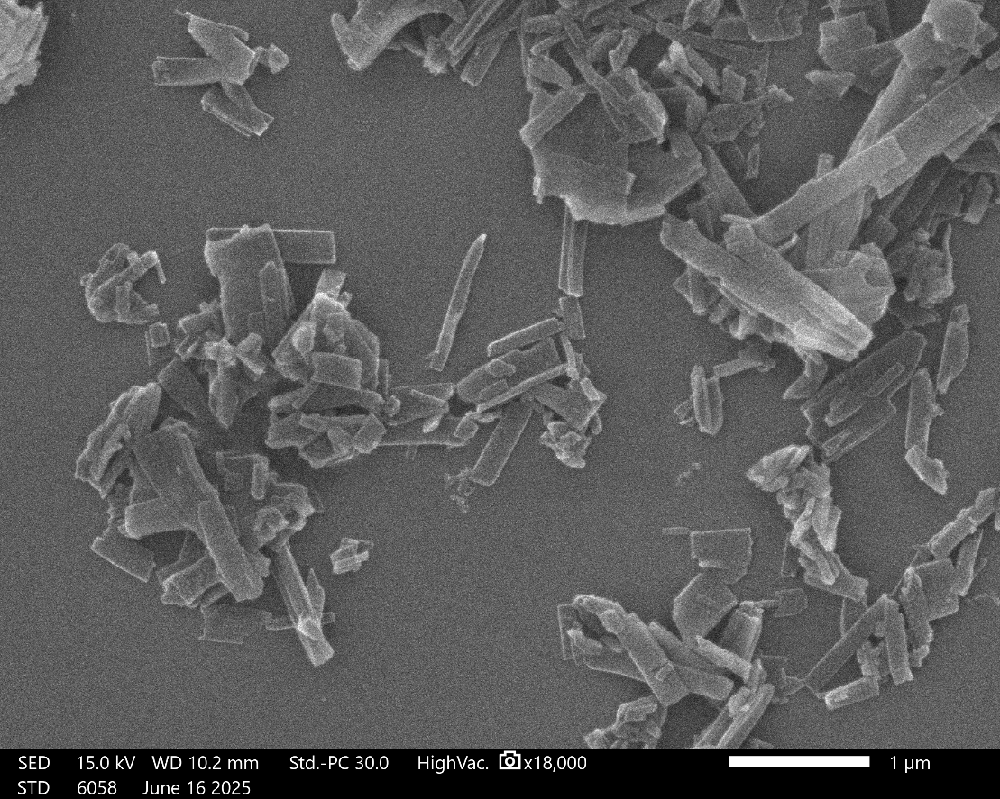 SED 15.0 kV WD 10.2 mm Std.-PC 30.0 HighVac. x18,000 1 µm
STD 6058 June 16 2025